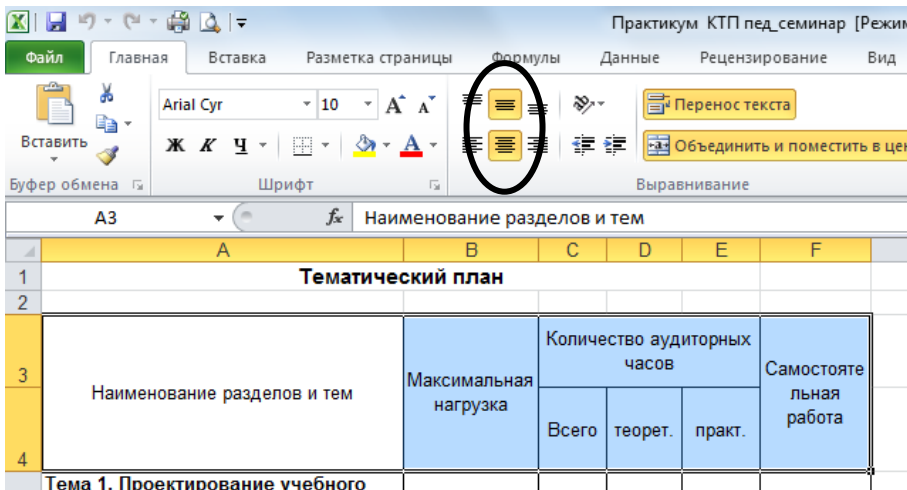 Практикум КТП пед_семинар [Режим
Файл Главная Вставка Разметка страницы Формулы Данные Рецензирование Вид
Вставить
Arial Cyr 10 A A
Ж К Ч
А
Перенос текста
Объединить и поместить в цен
Буфер обмена Шрифт Выравнивание
A3 fx Наименование разделов и тем
A B C D E F
1 Тематический план
2
3
4
Наименование разделов и тем
Максимальная
нагрузка
Количество аудиторных
часов
Всего теорет. практ.
Самостояте
льная
работа
Тема 1. Проектирование учебного